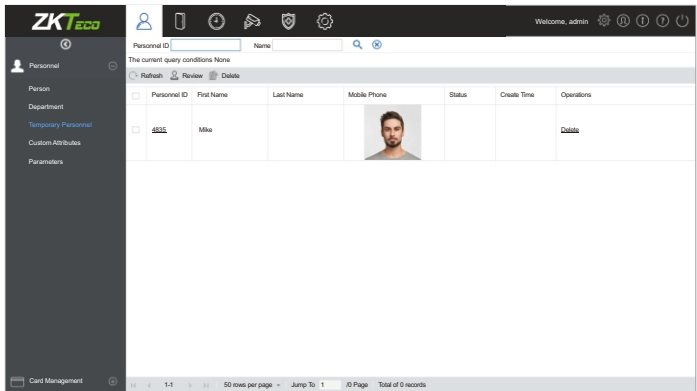 ZKTECO
Welcome, admin
Personnel ID
Name
The current query conditions None
Refresh Review Delete
Personnel
Person
Department
Temporary Personnel
Custom Attributes
Parameters
Personnel ID First Name Last Name Mobile Phone Status Create Time Operations
4835 Mike Delete
Card Management
1-1 50 rows per page Jump To 1 /0 Page Total of 0 records